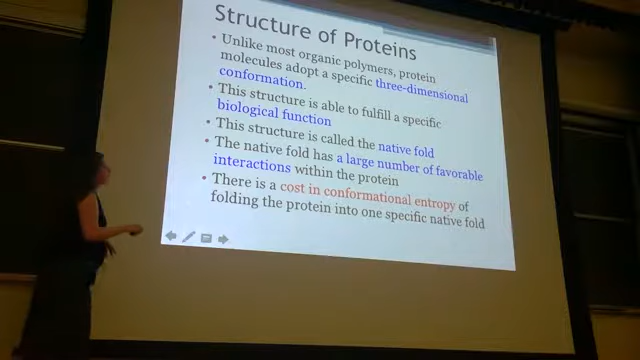 Structure of Proteins
• Unlike most organic polymers, protein
molecules adopt a specific three-dimensional
conformation.
• This structure is able to fulfill a specific
biological function
• This structure is called the native fold
• The native fold has a large number of favorable
interactions within the protein
• There is a cost in conformational entropy of
folding the protein into one specific native fold